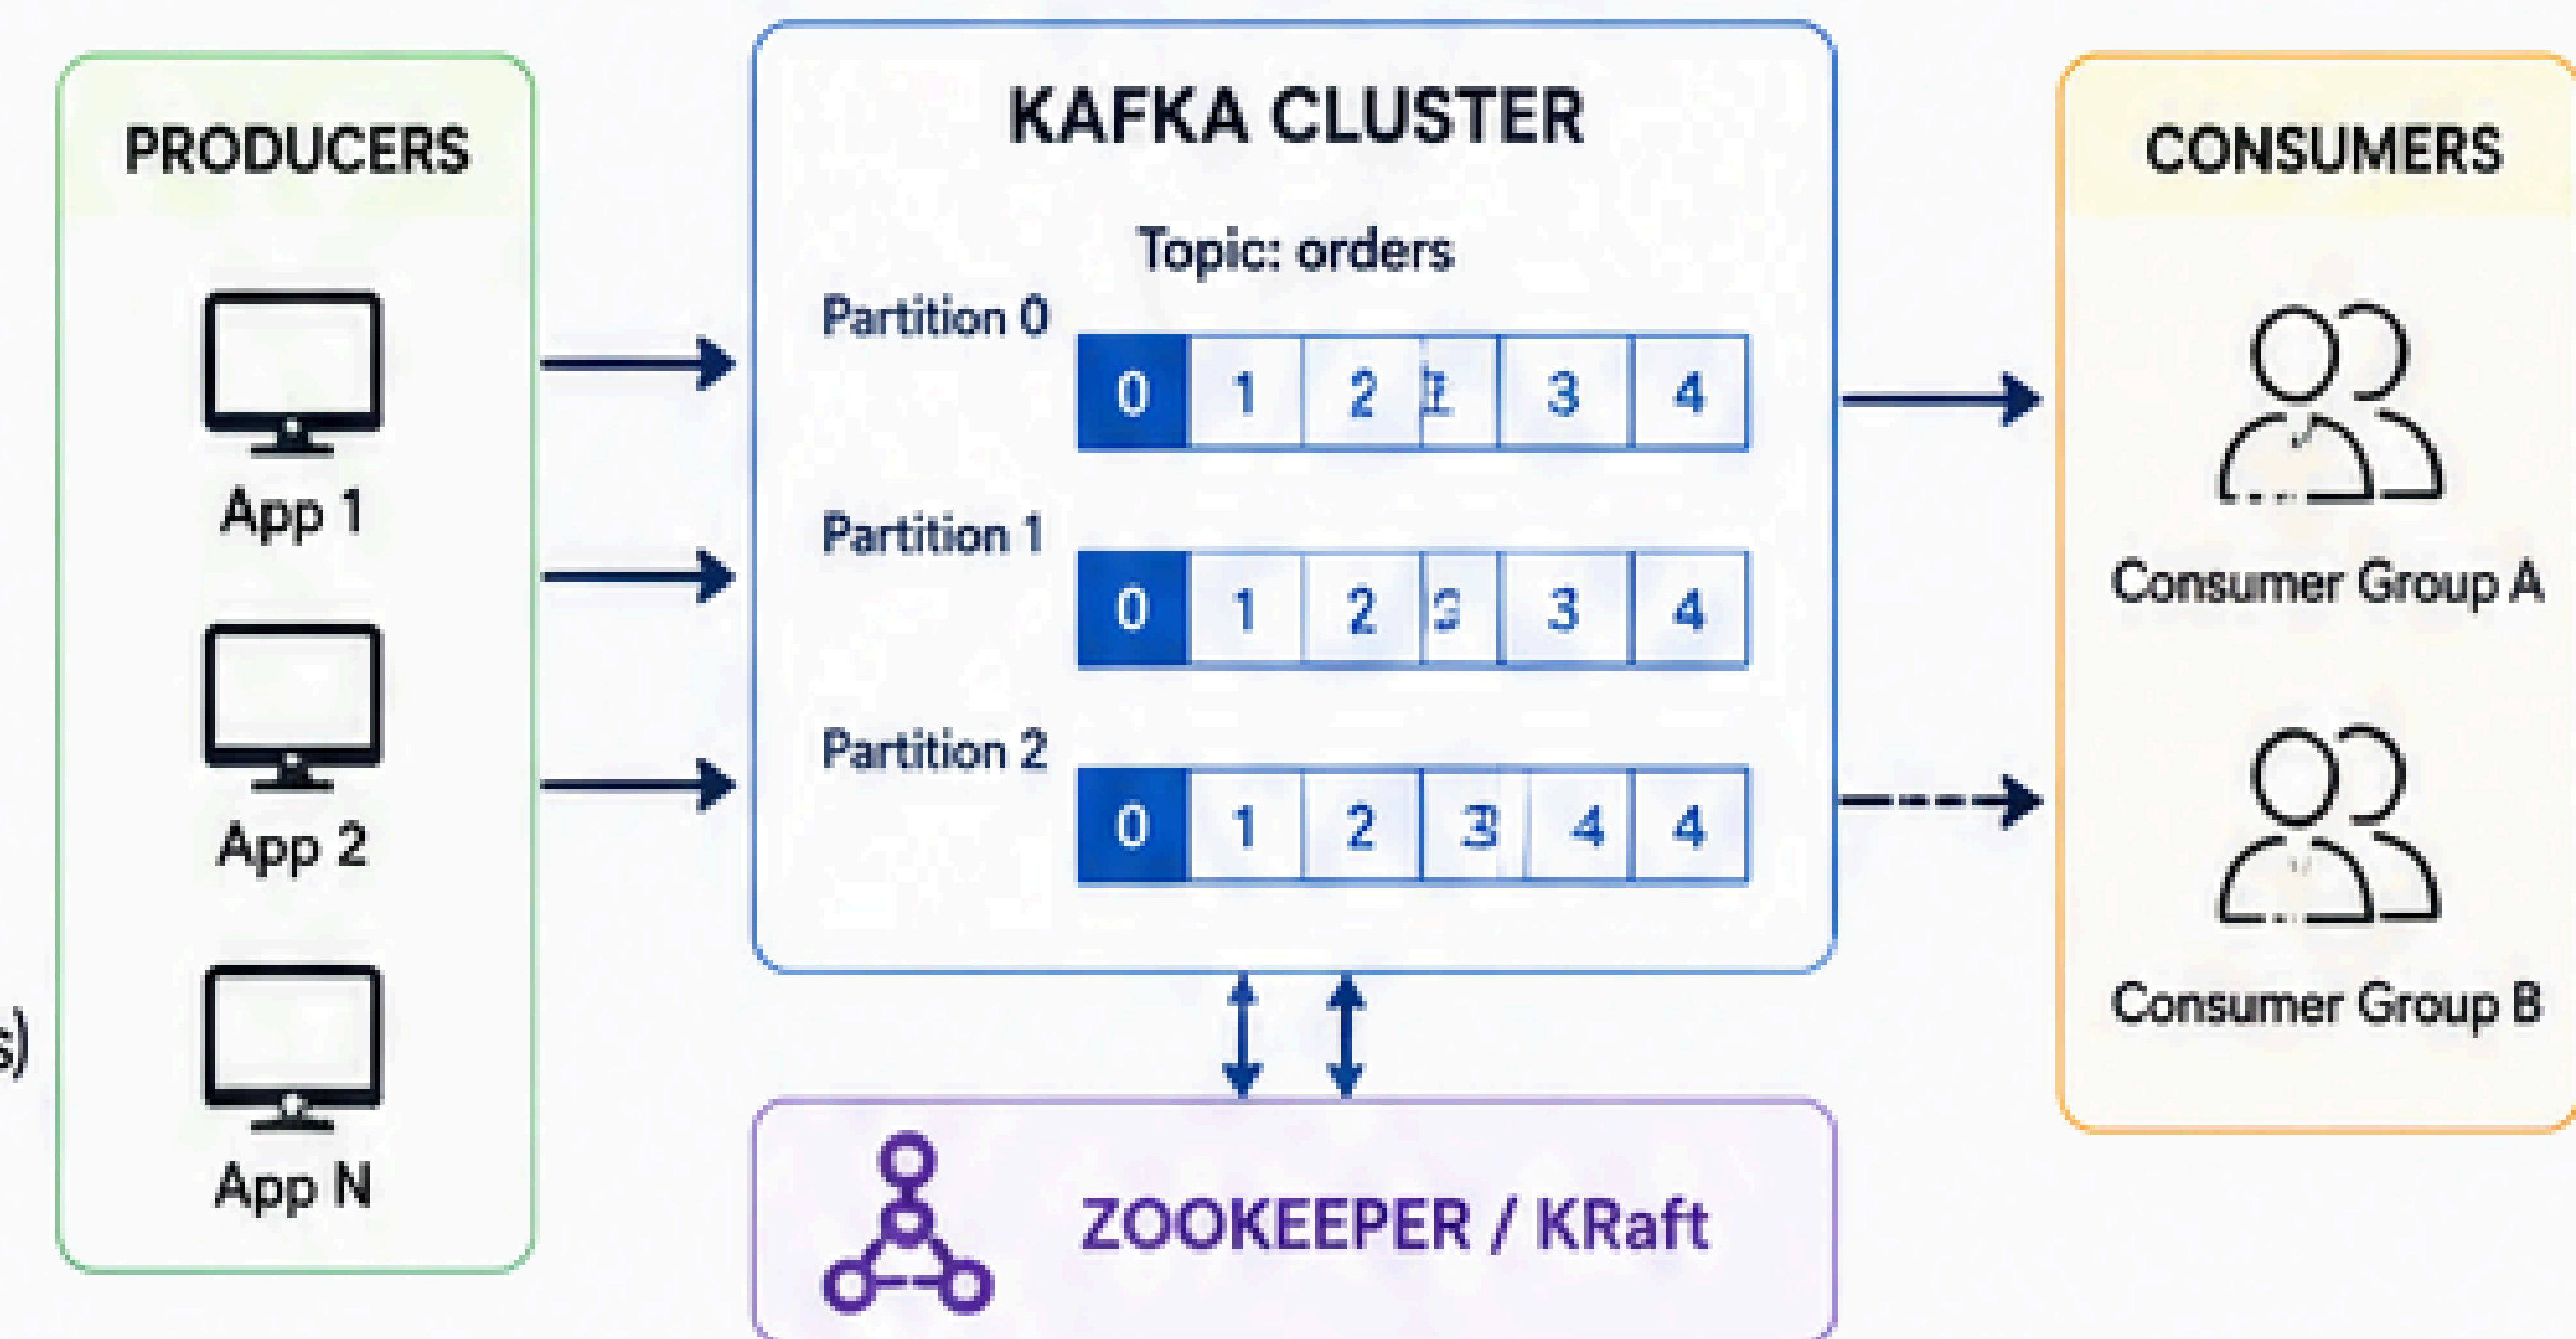 PRODUCERS
App 1
App 2
App N
s)
KAFKA CLUSTER
Topic: orders
Partition 0
0 1 2 3 4
Partition 1
0 1 2 3 4
Partition 2
0 1 2 3 4 4
ZOOKEEPER / KRaft
CONSUMERS
Consumer Group A
Consumer Group B